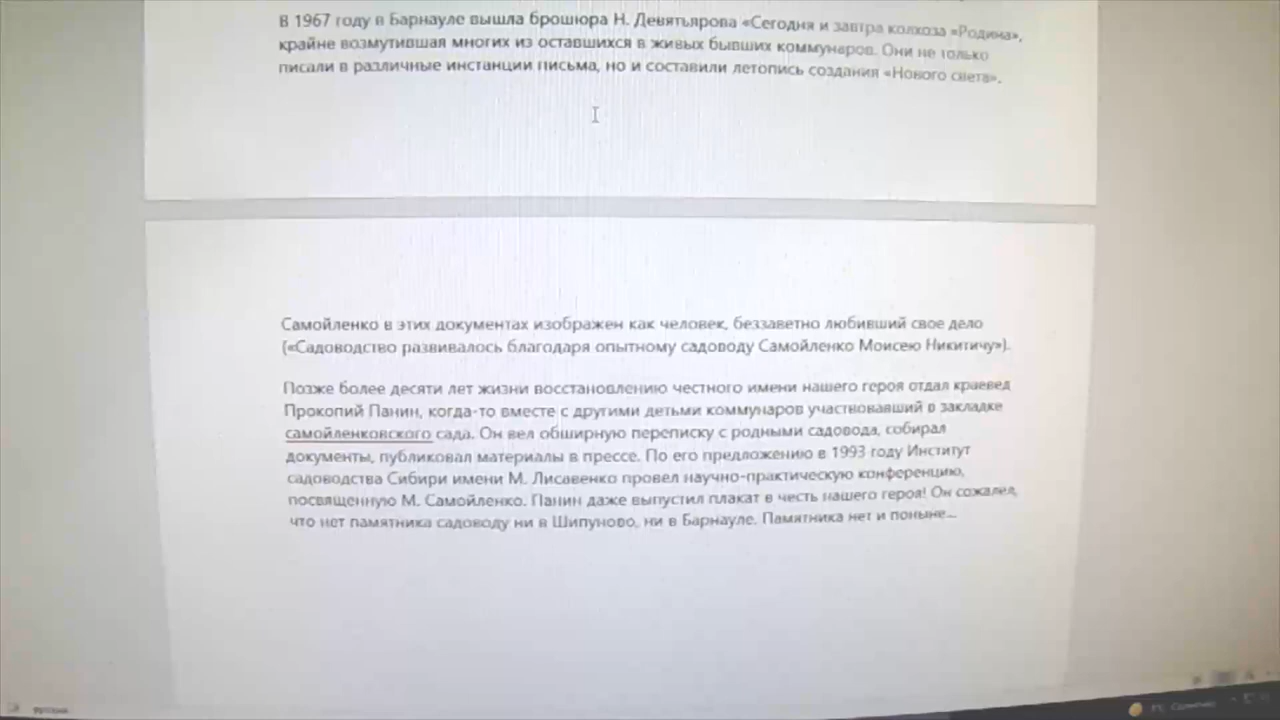 В 1967 году в Барнауле вышла брошюра Н. Девятьярова «Сегодня и завтра колхоза »Родина»,
крайне возмутившая многих из оставшихся в живых бывших коммунаров. Они не только
писали в различные инстанции письма, но и составили летопись создания «Нового света».
Самойленко в этих документах изображен как человек, беззаветно любивший свое дело
(«Садоводство развивалось благодаря опытному садоводу Самойленко Моисею Никитичу»).
Позже более десяти лет жизни восстановлению честного имени нашего героя отдал краевед
Прокопий Панин, когда-то вместе с другими детьми коммунаров участвовавший в закладке
самойленковского сада. Он вел обширную переписку с родными садовода, собирал
документы, публиковал материалы в прессе. По его предложению в 1993 году Институт
садоводства Сибири имени М. Лисавенко провел научно-практическую конференцию,
посвященную М. Самойленко. Панин даже выпустил плакат в честь нашего героя! Он сожалел,
что нет памятника садоводу ни в Шипуново, ни в Барнауле. Памятника нет и поныне...
русский